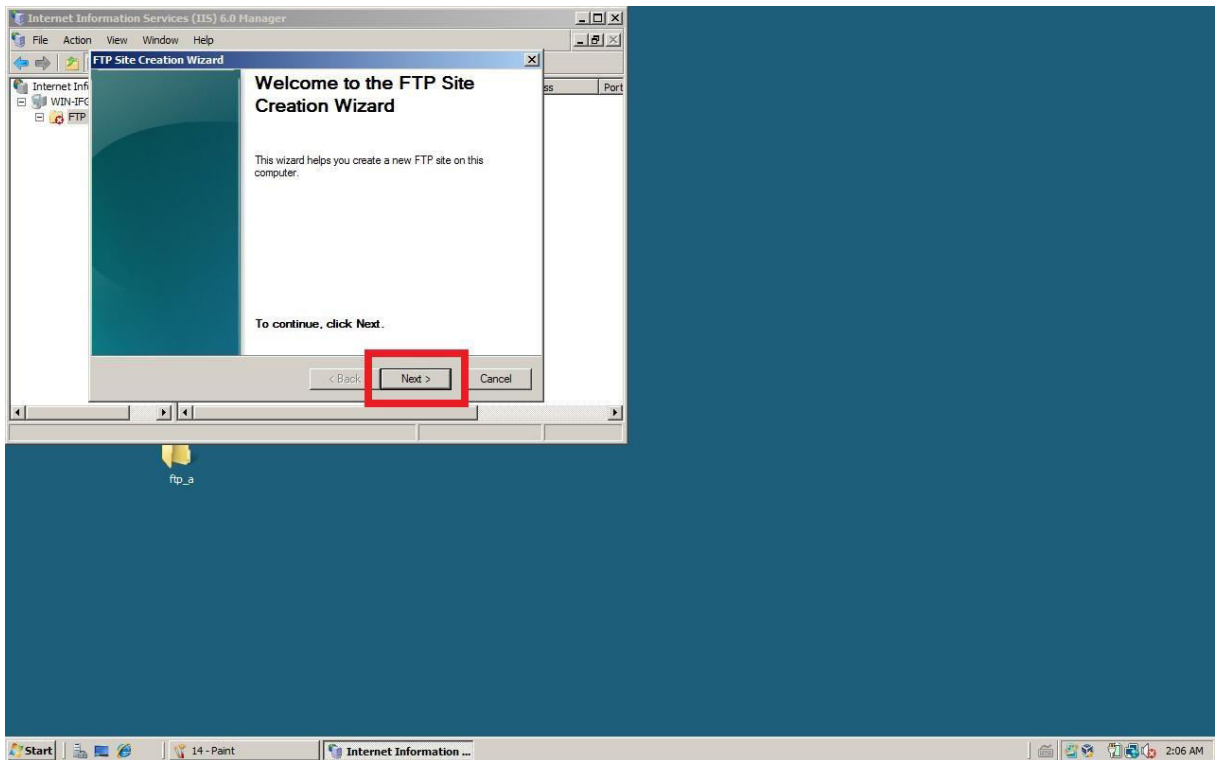 Internet Information Services (IIS) 6.0 Manager
File Action View Window Help
FTP Site Creation Wizard
Internet Inf
ss Port
WIN-IFC
FTP
Welcome to the FTP Site
Creation Wizard
This wizard helps you create a new FTP site on this
computer.
To continue, click Next.
< Back Next > Cancel
ftp_a
Start 14 - Paint Internet Information ... 2:06 AM